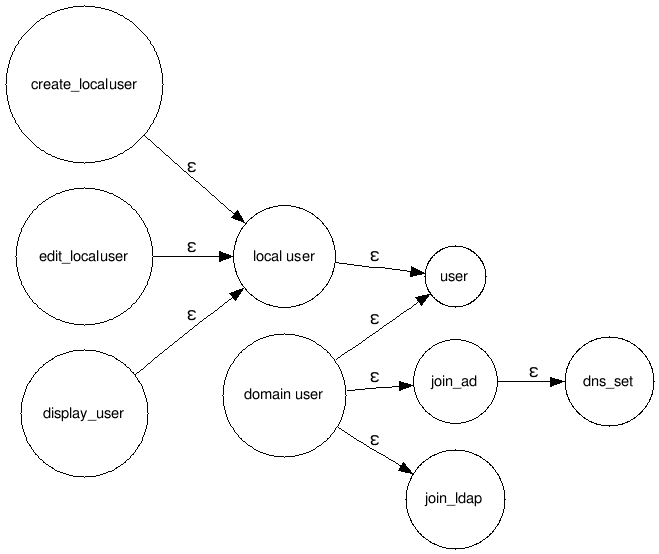 create_localuser
ε
edit_localuser
ε
local user
ε
user
ε
ε
display_user
domain user
ε
join_ad
ε
dns_set
ε
join_ldap